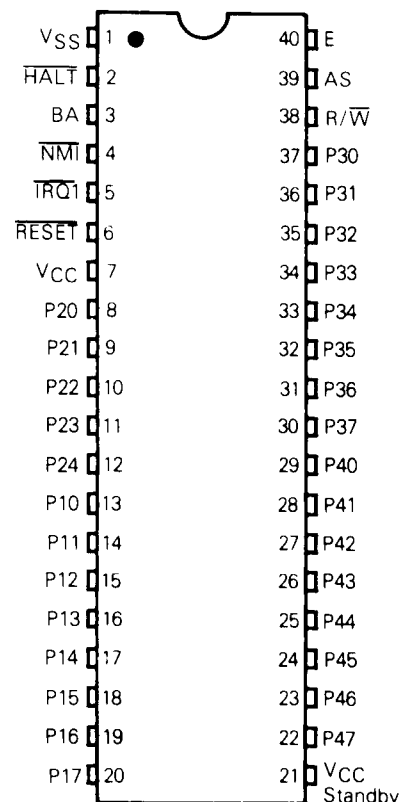 VSS 1 40 E
HALT 2 39 AS
BA 3 38 R/W
NMI 4 37 P30
IRQ1 5 36 P31
RESET 6 35 P32
VCC 7 34 P33
P20 8 33 P34
P21 9 32 P35
P22 10 31 P36
P23 11 30 P37
P24 12 29 P40
P10 13 28 P41
P11 14 27 P42
P12 15 26 P43
P13 16 25 P44
P14 17 24 P45
P15 18 23 P46
P16 19 22 P47
P17 20 21 VCC
Standby